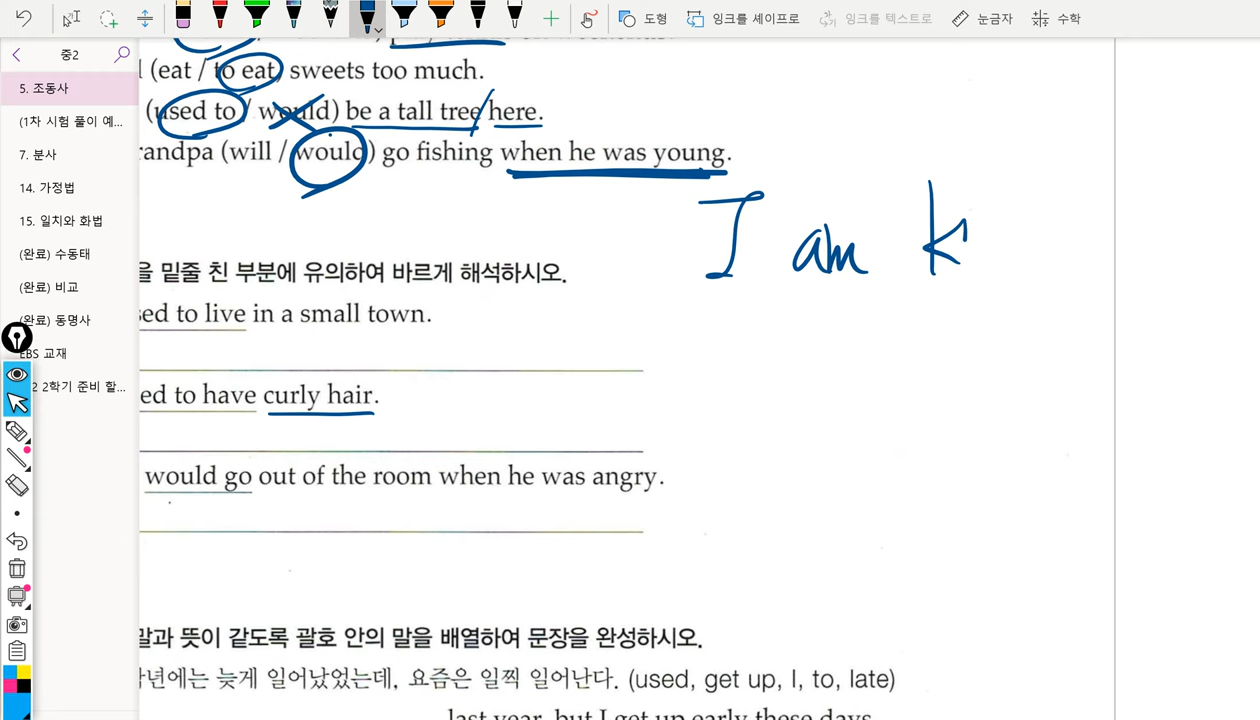 도형 잉크를 셰이프로 잉크를 텍스트로 눈금자 수학
중2
5. 조동사
(1차 시험 풀이 예...
7. 분사
14. 가정법
15. 일치와 화법
(완료) 수동태
(완료) 비교
(완료) 동명사
EBS 교재
2 2학기 준비 할...
(eat / to eat) sweets too much.
(used to / would) be a tall tree / here.
randpa (will / would) go fishing when he was young.
I am k
을 밑줄 친 부분에 유의하여 바르게 해석하시오.
sed to live in a small town.
ed to have curly hair.
would go out of the room when he was angry.
말과 뜻이 같도록 괄호 안의 말을 배열하여 문장을 완성하시오.
학년에는 늦게 일어났었는데, 요즘은 일찍 일어난다. (used, get up, I, to, late)
last year, but I get up early these days.